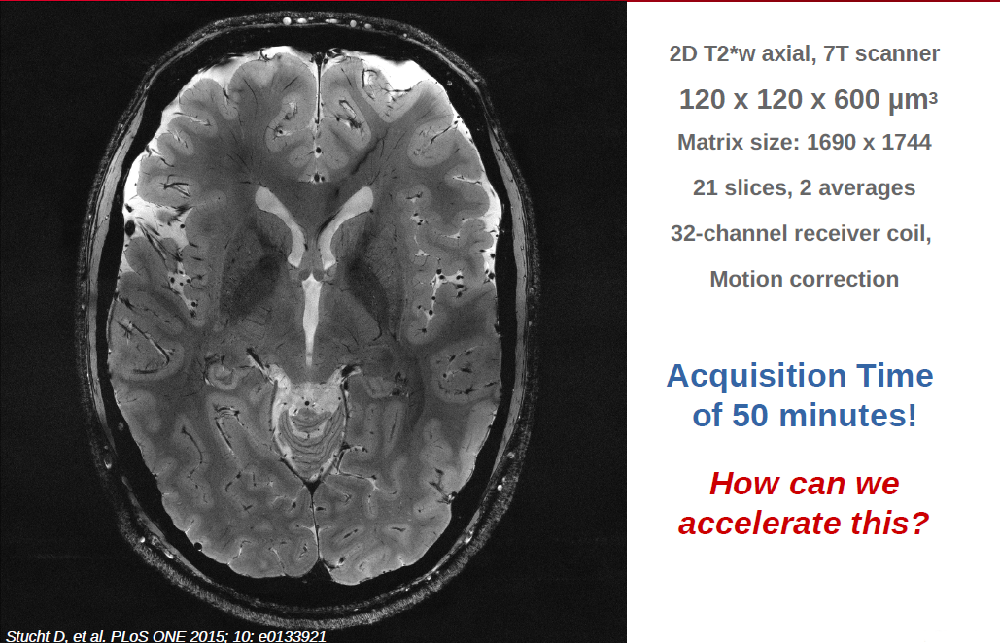 2D T2*w axial, 7T scanner
120 x 120 x 600 µm³
Matrix size: 1690 x 1744
21 slices, 2 averages
32-channel receiver coil,
Motion correction
Acquisition Time
of 50 minutes!
How can we
accelerate this?
Stucht D, et al. PLoS ONE 2015; 10: e0133921